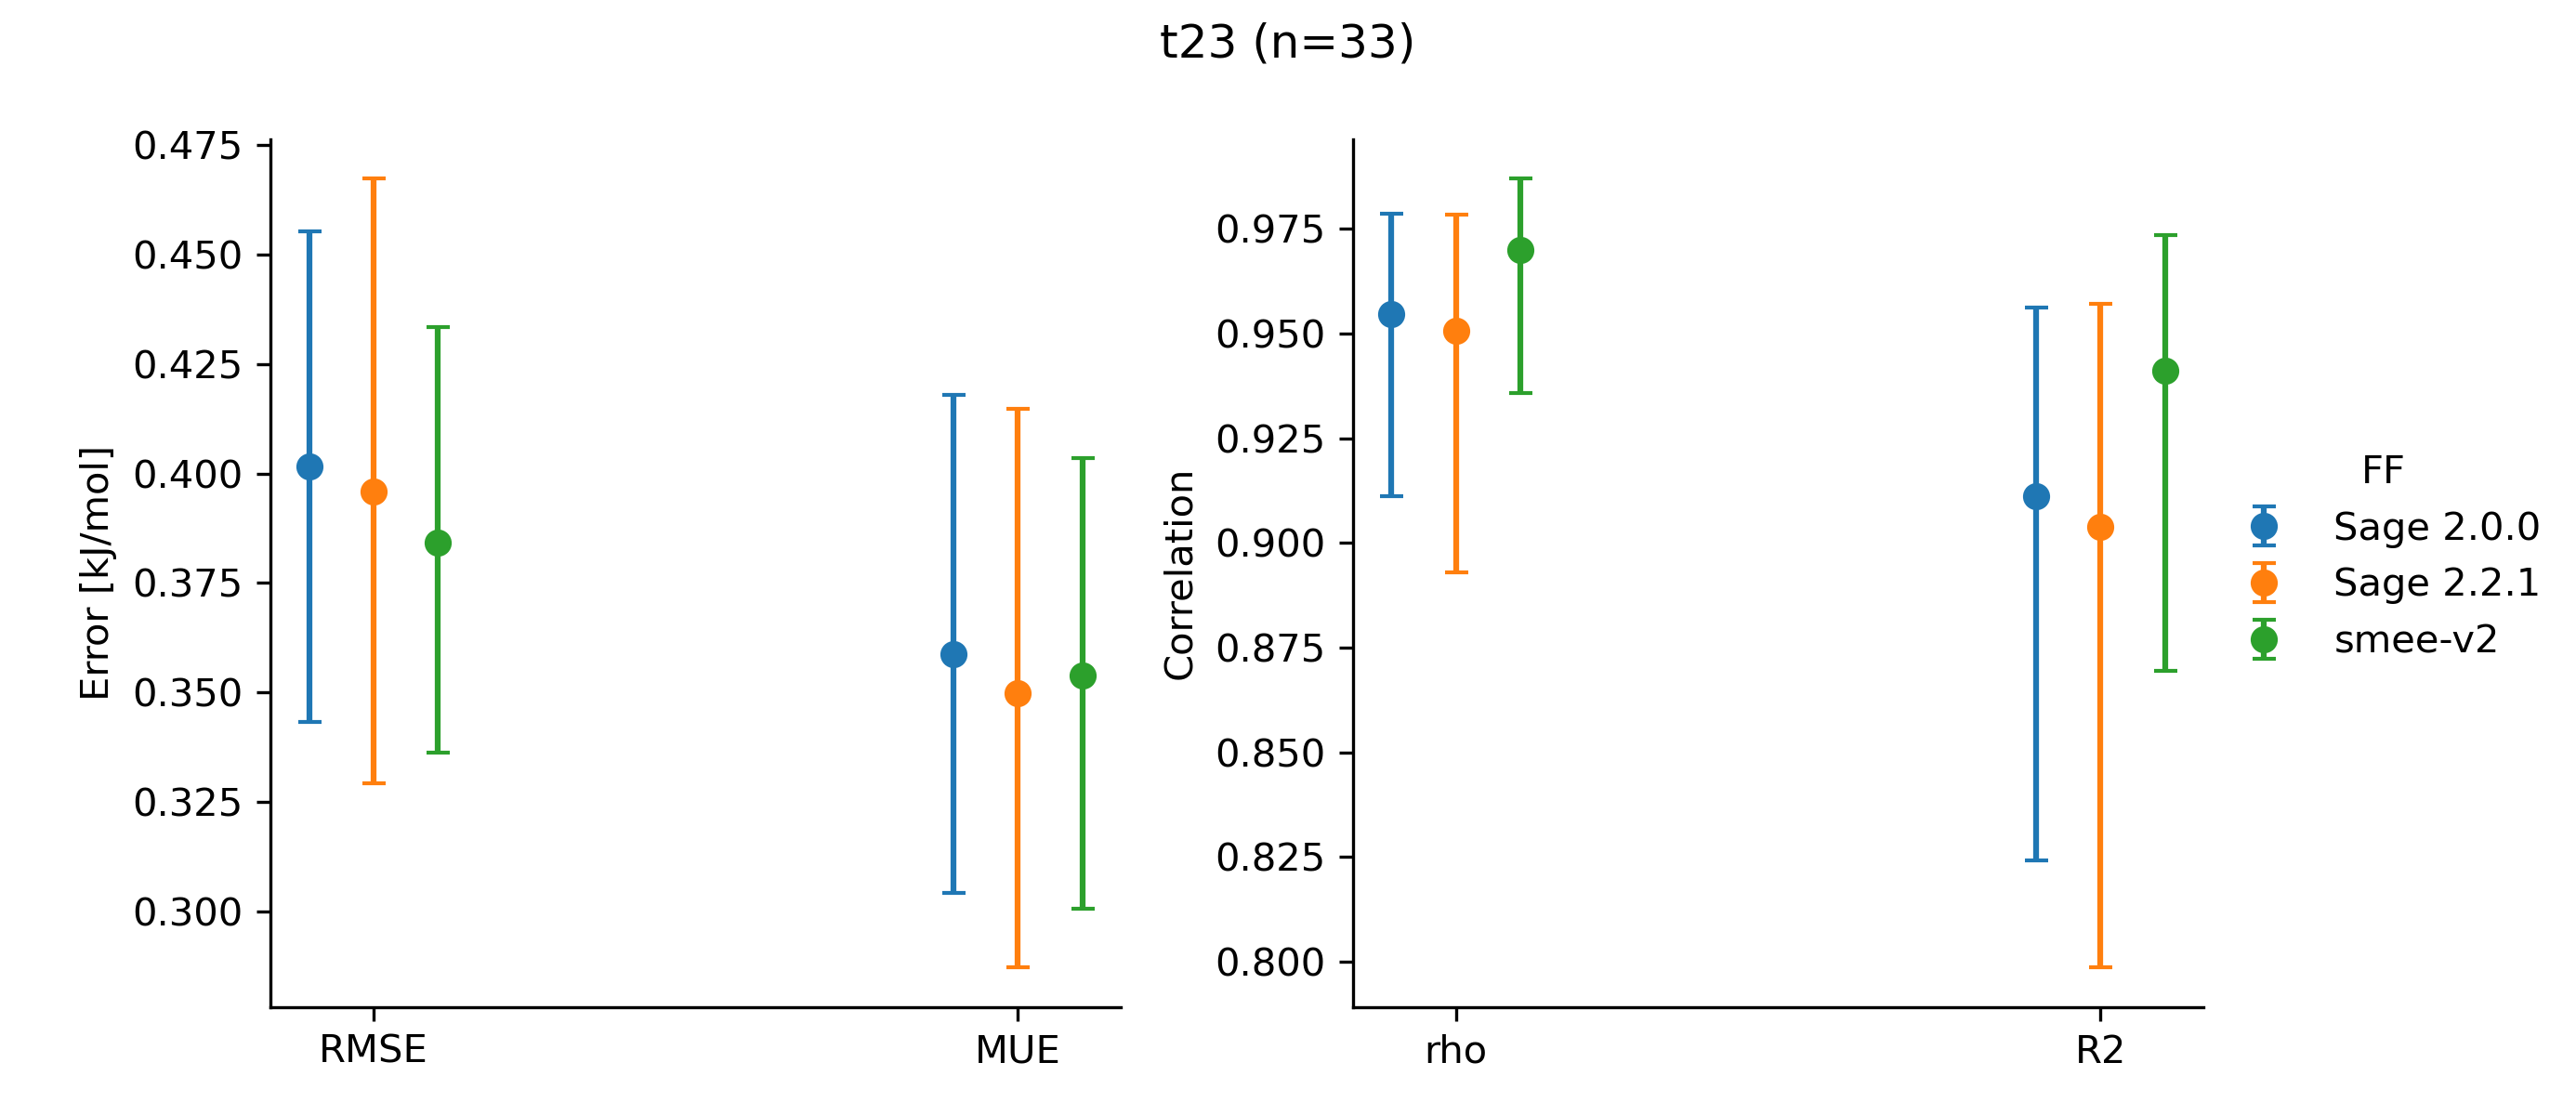 t23 (n=33)
Error [kJ/mol]
0.475
0.450
0.425
0.400
0.375
0.350
0.325
0.300
RMSE
MUE
Correlation
0.975
0.950
0.925
0.900
0.875
0.850
0.825
0.800
rho
R2
FF
Sage 2.0.0
Sage 2.2.1
smee-v2